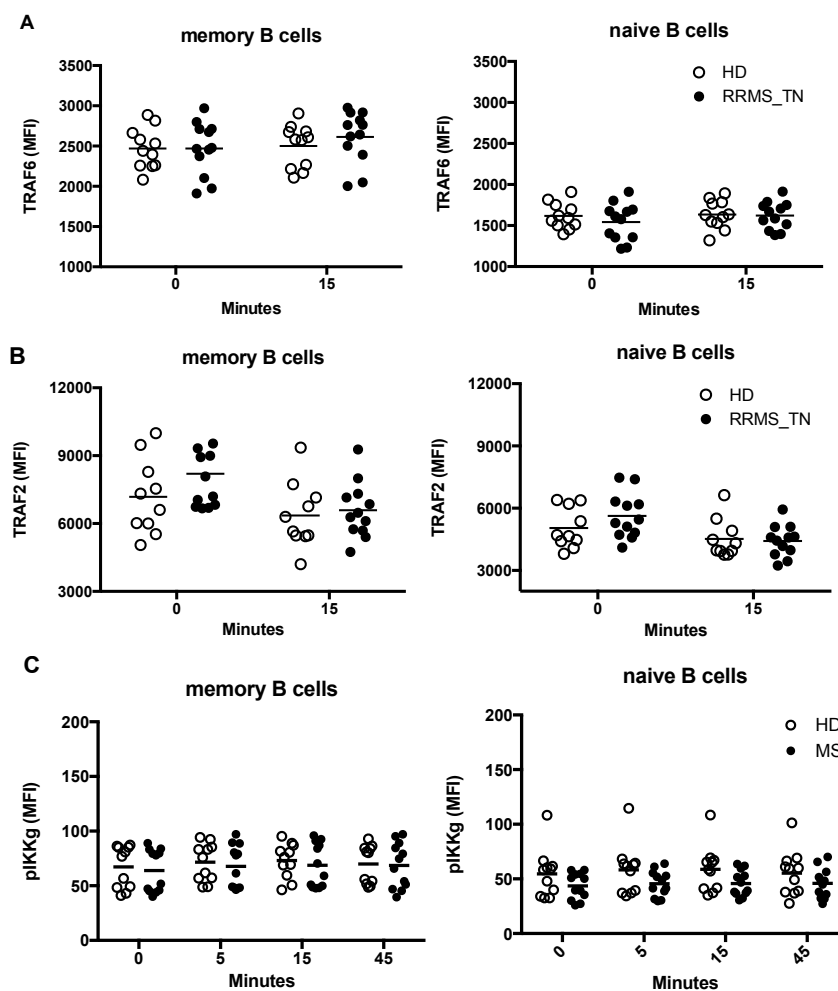 A
memory B cells
3500
3000
2500
2000
1500
1000
TRAF6 (MFI)
0 15
Minutes
naive B cells
3500
3000
2500
2000
1500
1000
TRAF6 (MFI)
HD
RRMS_TN
0 15
Minutes
B
memory B cells
12000
9000
6000
3000
TRAF2 (MFI)
0 15
Minutes
naive B cells
12000
9000
6000
3000
TRAF2 (MFI)
HD
RRMS_TN
0 15
Minutes
C
memory B cells
200
150
100
50
0
pIKKg (MFI)
0 5 15 45
Minutes
naive B cells
200
150
100
50
0
pIKKg (MFI)
HD
MS
0 5 15 45
Minutes